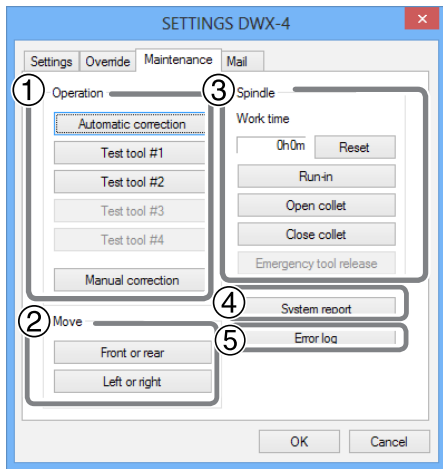 SETTINGS DWX-4
Settings Override Maintenance Mail
① Operation
Automatic correction
Test tool #1
Test tool #2
Test tool #3
Test tool #4
Manual correction
② Move
Front or rear
Left or right
③ Spindle
Work time
0h0m Reset
Run-in
Open collet
Close collet
Emergency tool release
④ System report
⑤ Error log
OK Cancel